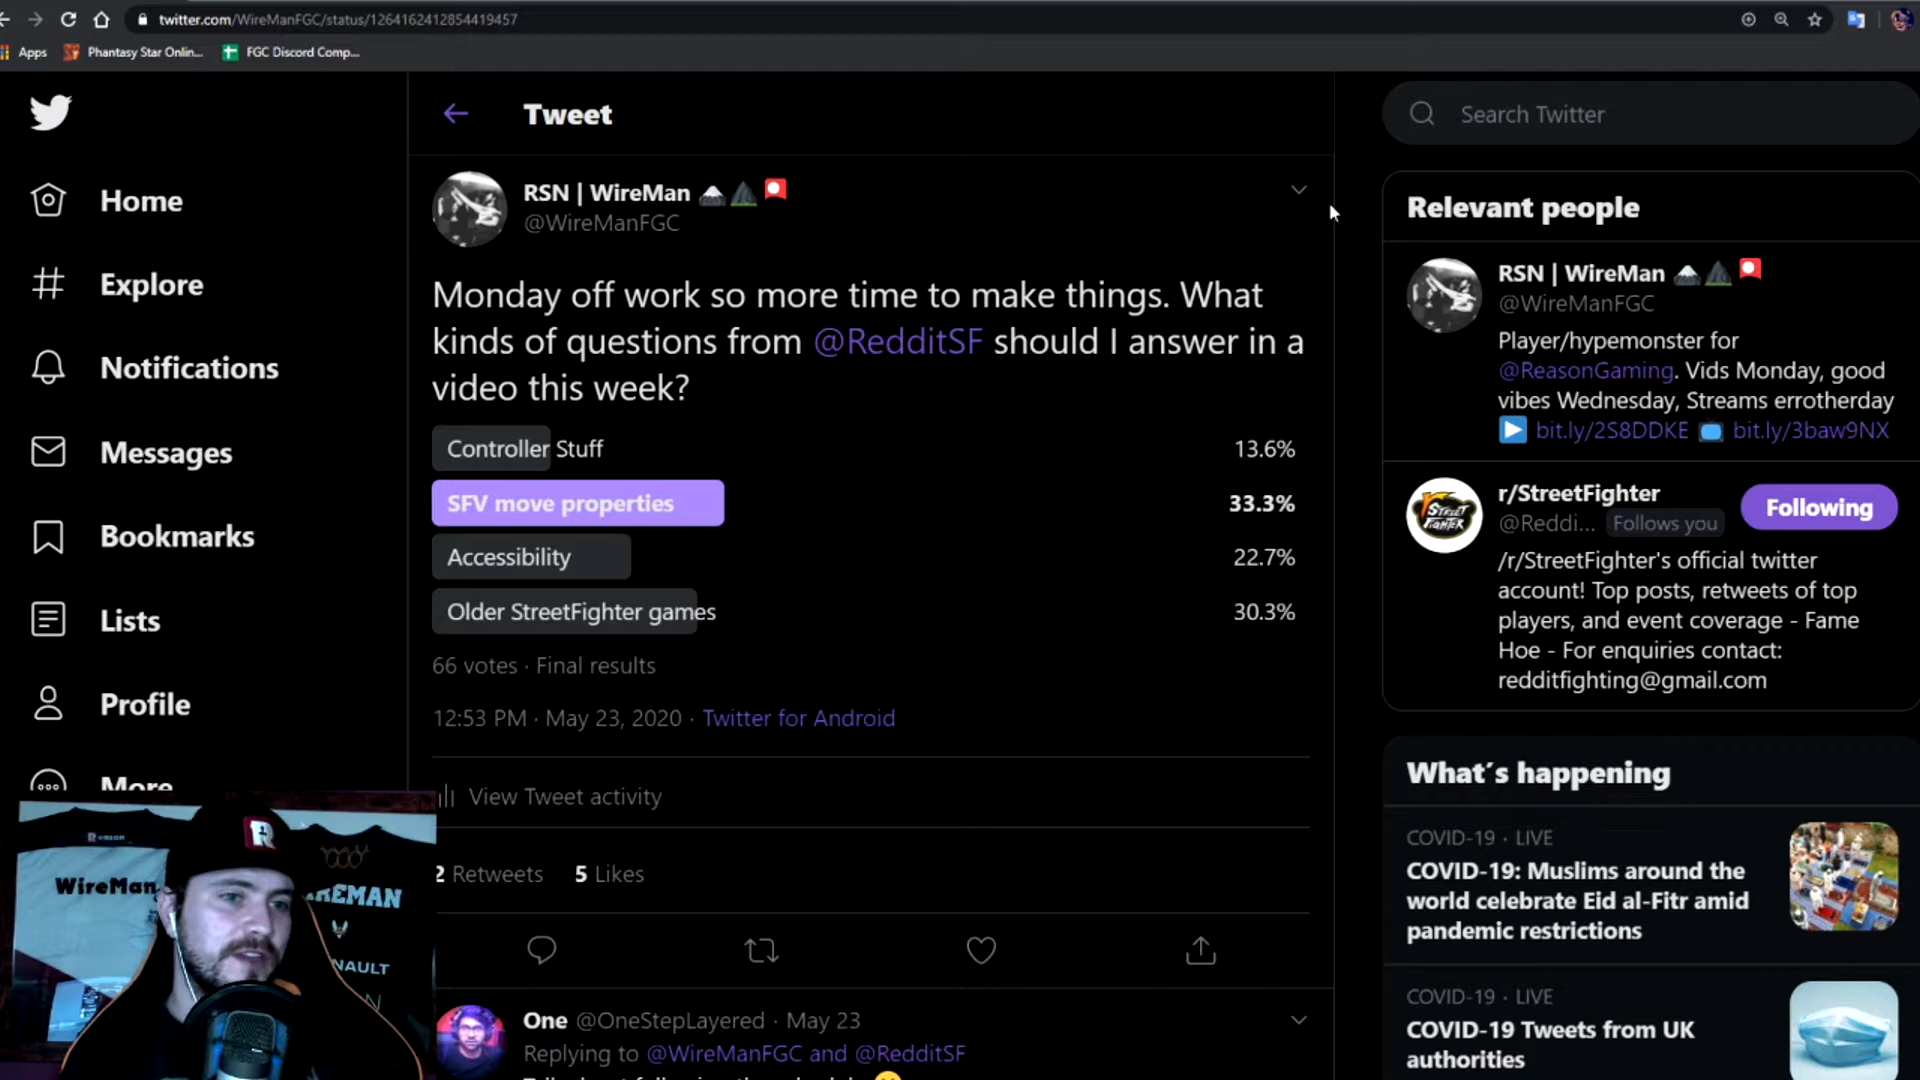 twitter.com/WireManFGC/status/1264162412854419457
Apps
Phantasy Star Onlin...
FGC Discord Comp...
Home
Explore
Notifications
Messages
Bookmarks
Lists
Profile
More
Tweet
RSN | WireMan
@WireManFGC
Monday off work so more time to make things. What
kinds of questions from @RedditSF should I answer in a
video this week?
Controller Stuff 13.6%
SFV move properties 33.3%
Accessibility 22.7%
Older StreetFighter games 30.3%
66 votes · Final results
12:53 PM · May 23, 2020 · Twitter for Android
View Tweet activity
2 Retweets 5 Likes
One @OneStepLayered · May 23
Replying to @WireManFGC and @RedditSF
Search Twitter
Relevant people
RSN | WireMan
@WireManFGC
Player/hypemonster for
@ReasonGaming. Vids Monday, good
vibes Wednesday, Streams errotherday
bit.ly/2S8DDKE bit.ly/3baw9NX
r/StreetFighter
@Reddi... Follows you
Following
/r/StreetFighter's official twitter
account! Top posts, retweets of top
players, and event coverage - Fame
Hoe - For enquiries contact:
redditfighting@gmail.com
What´s happening
COVID-19 · LIVE
COVID-19: Muslims around the
world celebrate Eid al-Fitr amid
pandemic restrictions
COVID-19 · LIVE
COVID-19 Tweets from UK
authorities
WireMan
IREMAN
NAULT